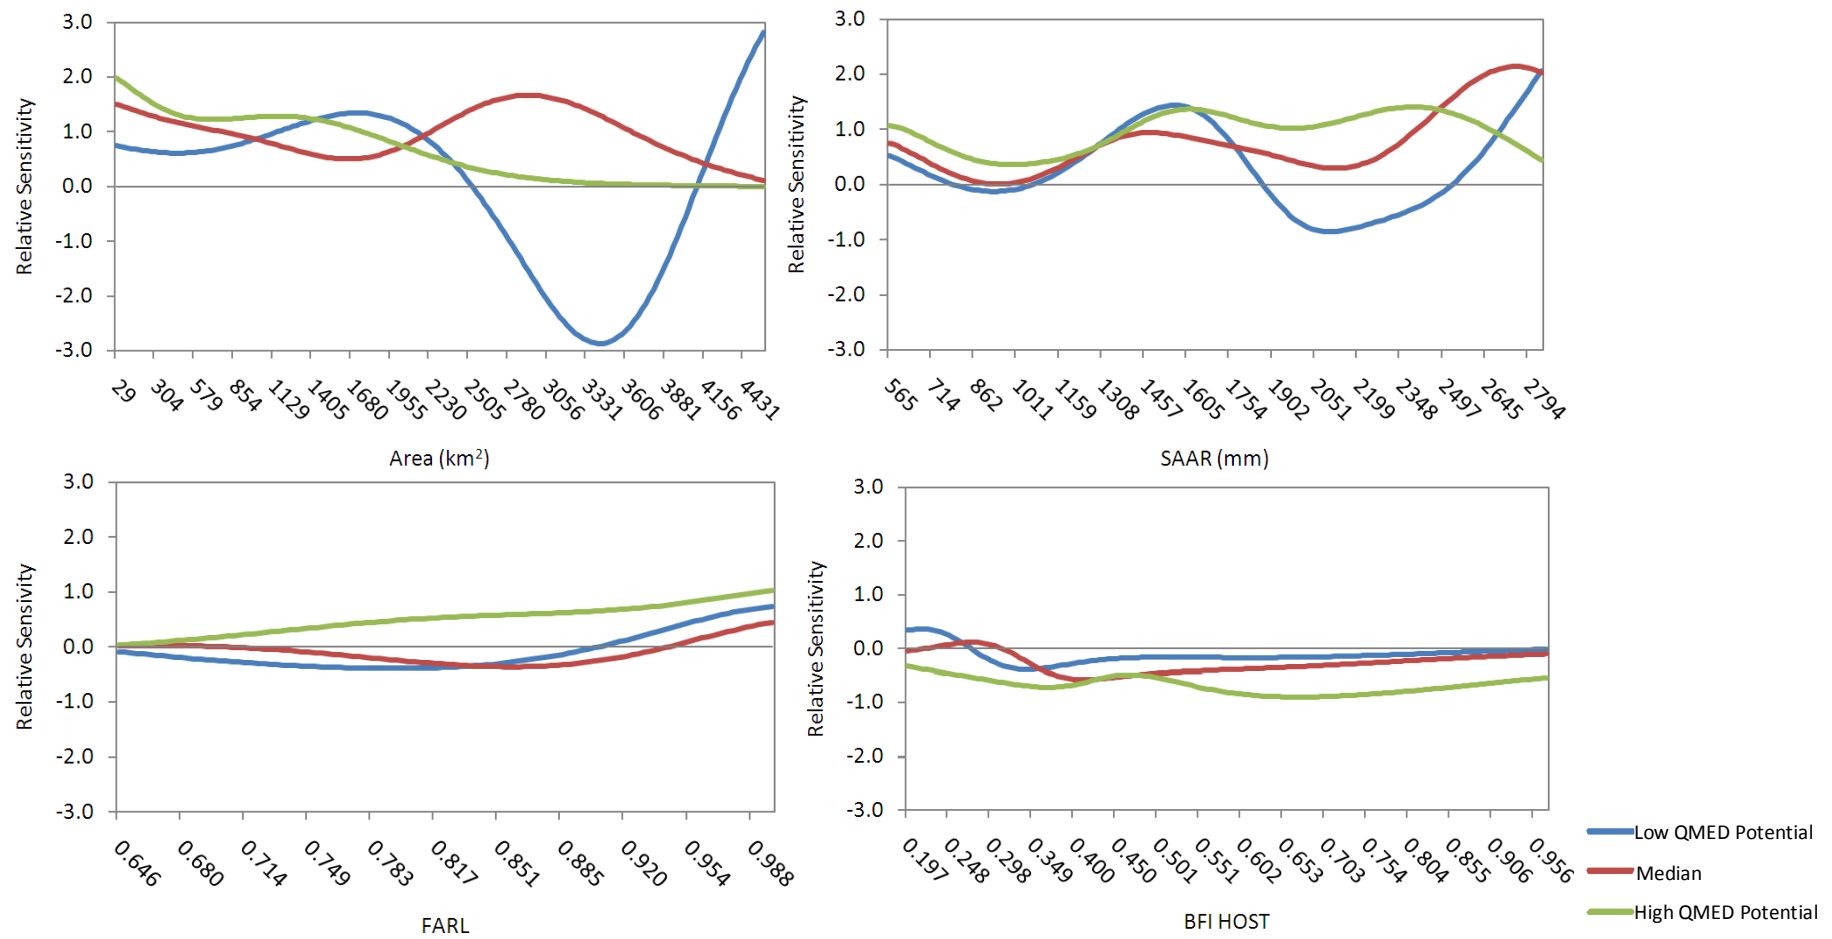 3.0
2.0
1.0
0.0
-1.0
-2.0
-3.0
Relative Sensitivity
29 304 579 854 1129 1405 1680 1955 2230 2505 2780 3056 3331 3606 3881 4156 4431
Area (km²)
3.0
2.0
1.0
0.0
-1.0
-2.0
-3.0
Relative Sensitivity
565 714 862 1011 1159 1308 1457 1605 1754 1902 2051 2199 2348 2497 2645 2794
SAAR (mm)
3.0
2.0
1.0
0.0
-1.0
-2.0
-3.0
Relative Sensivity
0.646 0.680 0.714 0.749 0.783 0.817 0.851 0.885 0.920 0.954 0.988
FARL
3.0
2.0
1.0
0.0
-1.0
-2.0
-3.0
Relative Sensitivity
0.197 0.248 0.298 0.349 0.400 0.450 0.501 0.551 0.602 0.653 0.703 0.754 0.804 0.855 0.906 0.956
BFI HOST
Low QMED Potential
Median
High QMED Potential